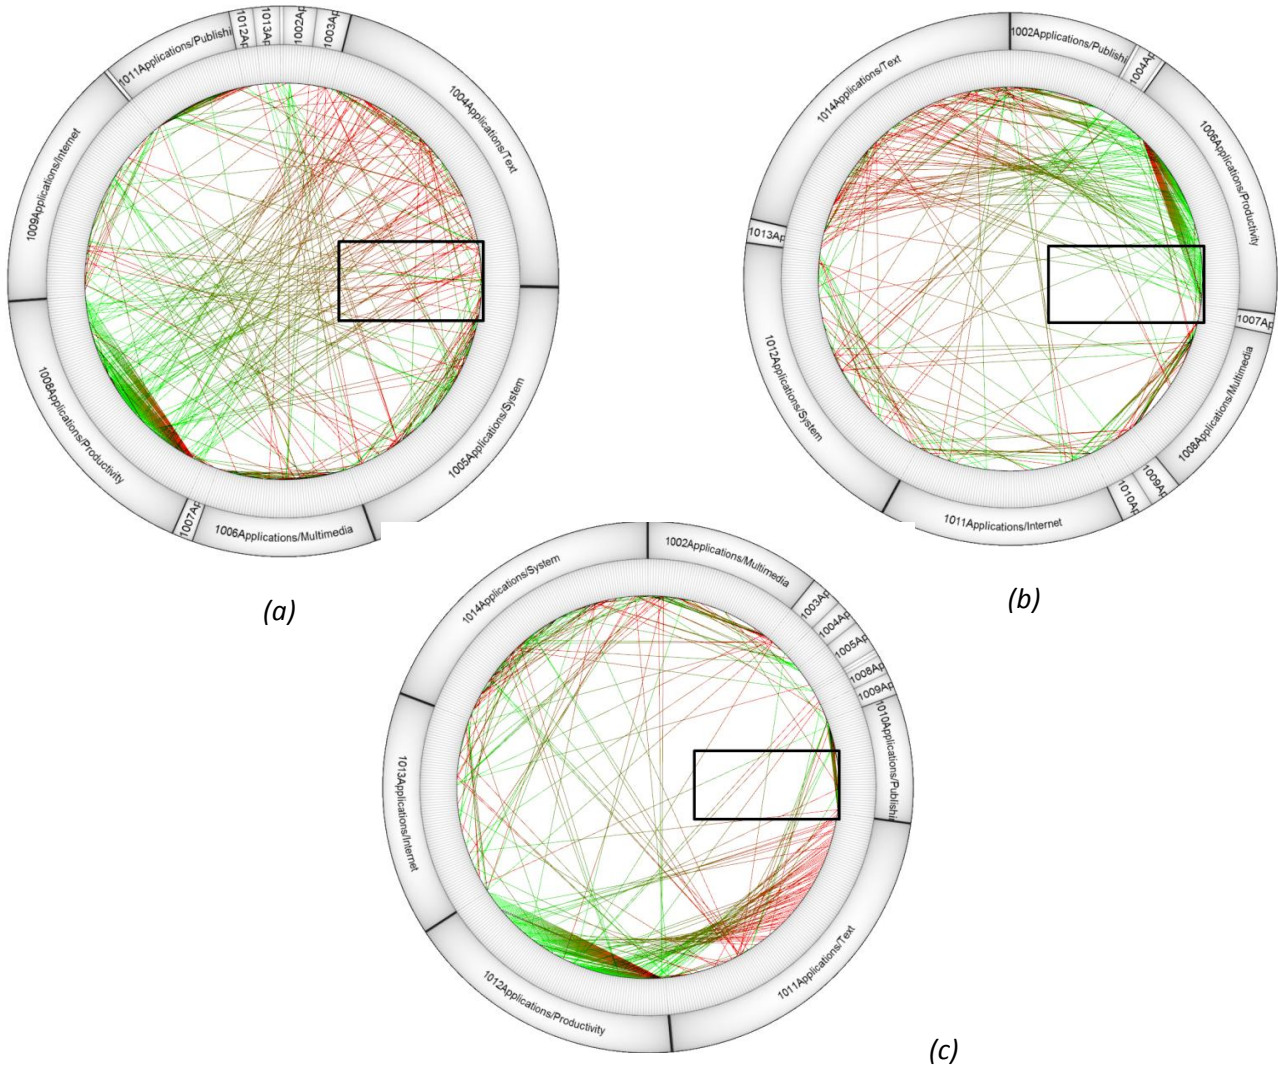 1012Ap
1013Ap
1002Ap
1003Ap
1004Applications/Text
1005Applications/System
1006Applications/Multimedia
1007Ap
1008Applications/Productivity
1009Applications/Internet
1011Applications/Publishi
(a)
1002Applications/Publishi
1004Ap
1006Applications/Productivity
1007Ap
1008Applications/Multimedia
1009Ap
1010Ap
1011Applications/Internet
1012Applications/System
1013Ap
1014Applications/Text
(b)
1002Applications/Multimedia
1003Ap
1004Ap
1005Ap
1008Ap
1009Ap
1010Applications/Publishi
1011Applications/Text
1012Applications/Productivity
1013Applications/Internet
1014Applications/System
(c)